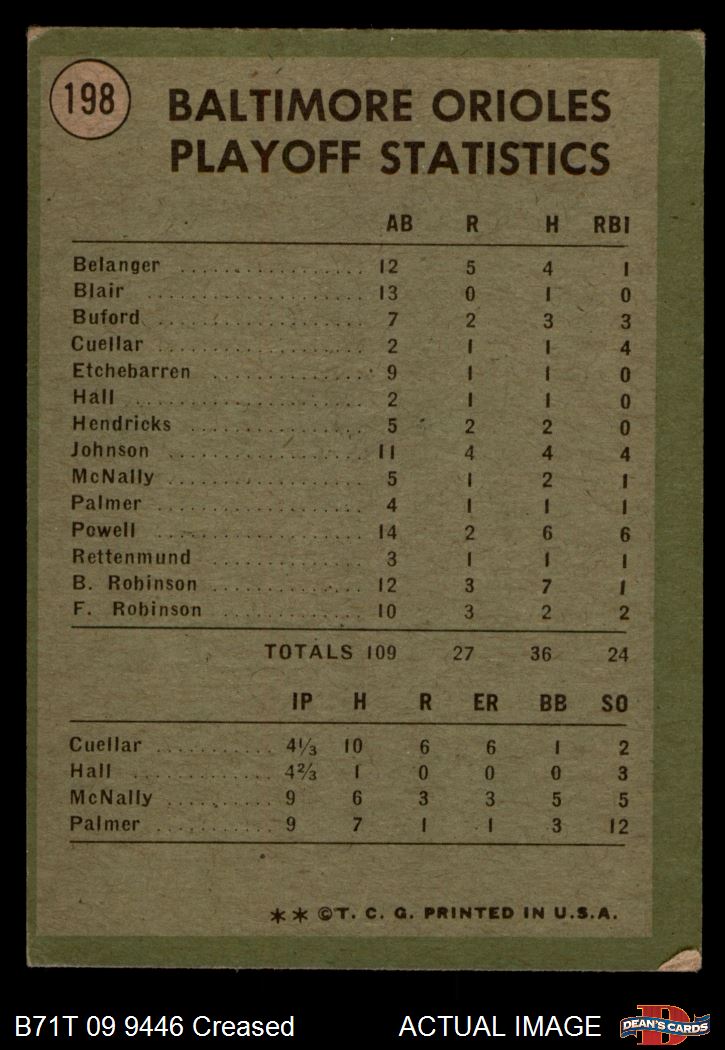 198
BALTIMORE ORIOLES
PLAYOFF STATISTICS
AB R H RBI
Belanger .................. 12 5 4 1
Blair .................. 13 0 1 0
Buford .................. 7 2 3 3
Cuellar .................. 2 1 1 4
Etchebarren .................. 9 1 1 0
Hall .................. 2 1 1 0
Hendricks .................. 5 2 2 0
Johnson .................. 11 4 4 4
McNally .................. 5 1 2 1
Palmer .................. 4 1 1 1
Powell .................. 14 2 6 6
Rettenmund .................. 3 1 1 1
B. Robinson .................. 12 3 7 1
F. Robinson .................. 10 3 2 2
TOTALS 109 27 36 24
IP H R ER BB SO
Cuellar .......... 4⅓ 10 6 6 1 2
Hall .......... 4⅔ 1 0 0 0 3
McNally .......... 9 6 3 3 5 5
Palmer .......... 9 7 1 1 3 12
** ©T. C. G. PRINTED IN U.S.A.
B71T 09 9446 Creased ACTUAL IMAGE
D
DEAN'S CARDS